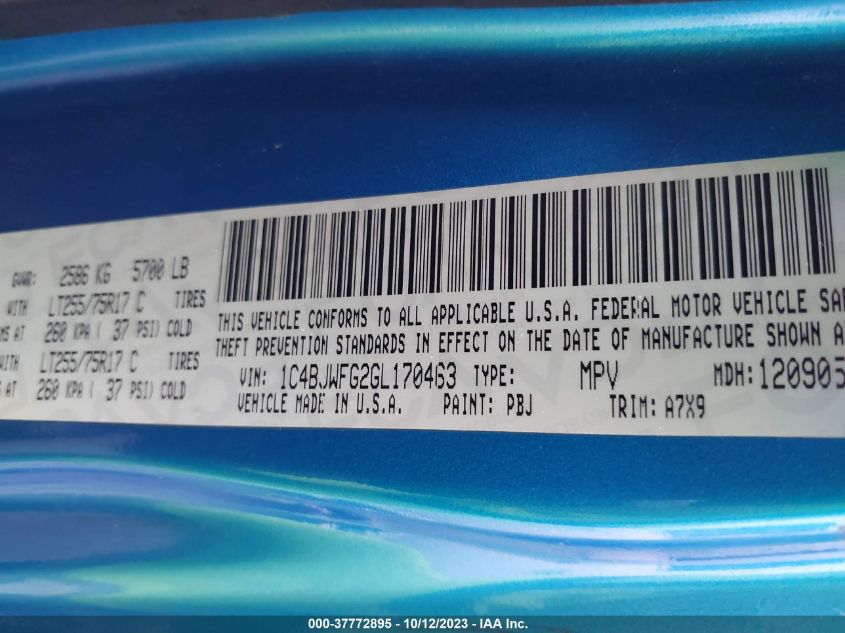 GVWR: 2586 KG 5700 LB
WITH LT255/75R17 C TIRES
MS AT 260 KPA ( 37 PSI) COLD
WITH LT255/75R17 C TIRES
S AT 260 KPA ( 37 PSI) COLD
THIS VEHICLE CONFORMS TO ALL APPLICABLE U.S.A. FEDERAL MOTOR VEHICLE SA
THEFT PREVENTION STANDARDS IN EFFECT ON THE DATE OF MANUFACTURE SHOWN A
VIN: 1C4BJWFG2GL170463 TYPE: MPV MDH: 120905
VEHICLE MADE IN U.S.A. PAINT: PBJ TRIM: A7X9
000-37772895 - 10/12/2023 - IAA Inc.